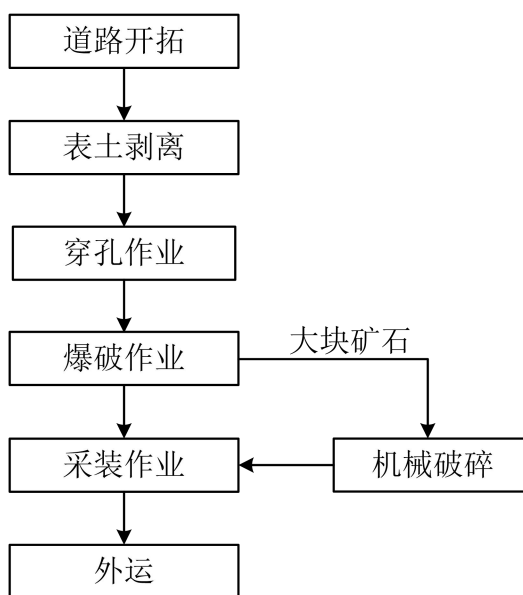 道路开拓
表土剥离
穿孔作业
爆破作业
大块矿石
采装作业
机械破碎
外运